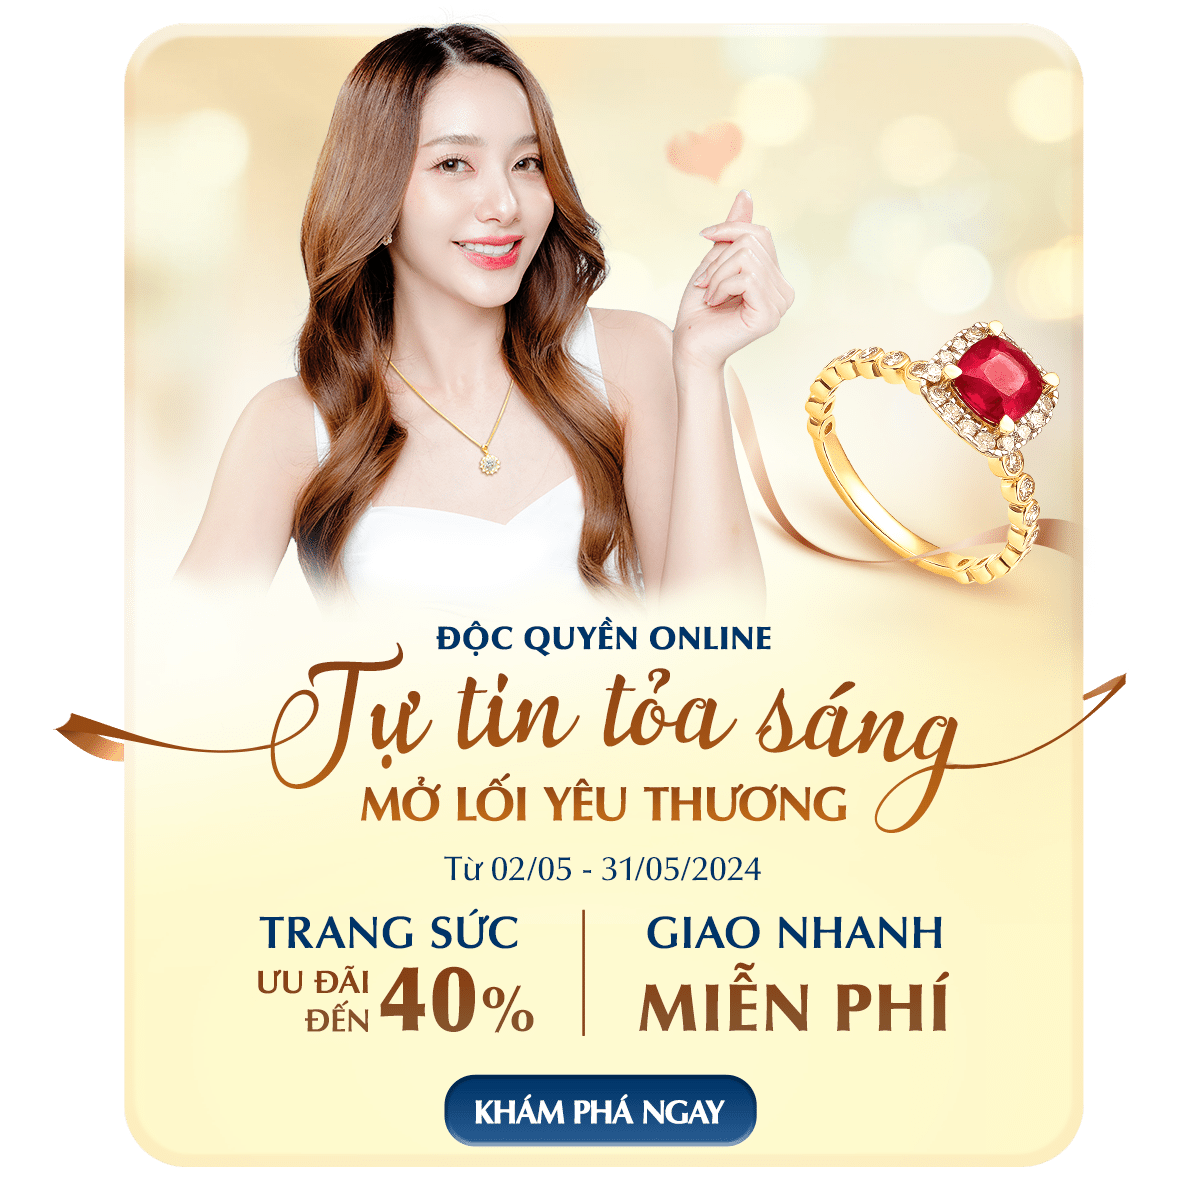 ĐỘC QUYỀN ONLINE
Tự tin tỏa sáng
MỞ LỐI YÊU THƯƠNG
Từ 02/05 - 31/05/2024
TRANG SỨC
ƯU ĐÃI
ĐẾN 40%
GIAO NHANH
MIỄN PHÍ
KHÁM PHÁ NGAY